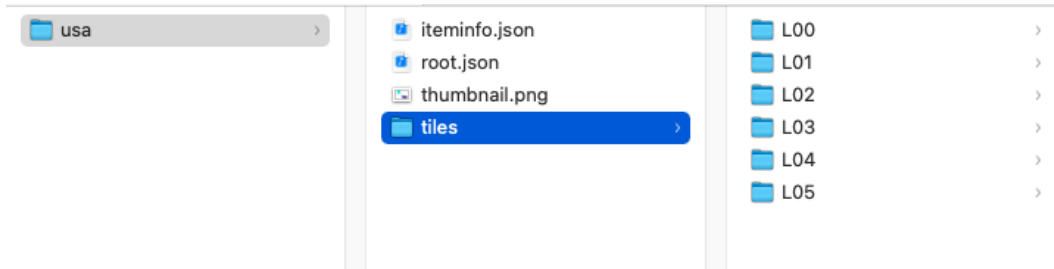 usa
iteminfo.json
root.json
thumbnail.png
tiles
L00
L01
L02
L03
L04
L05